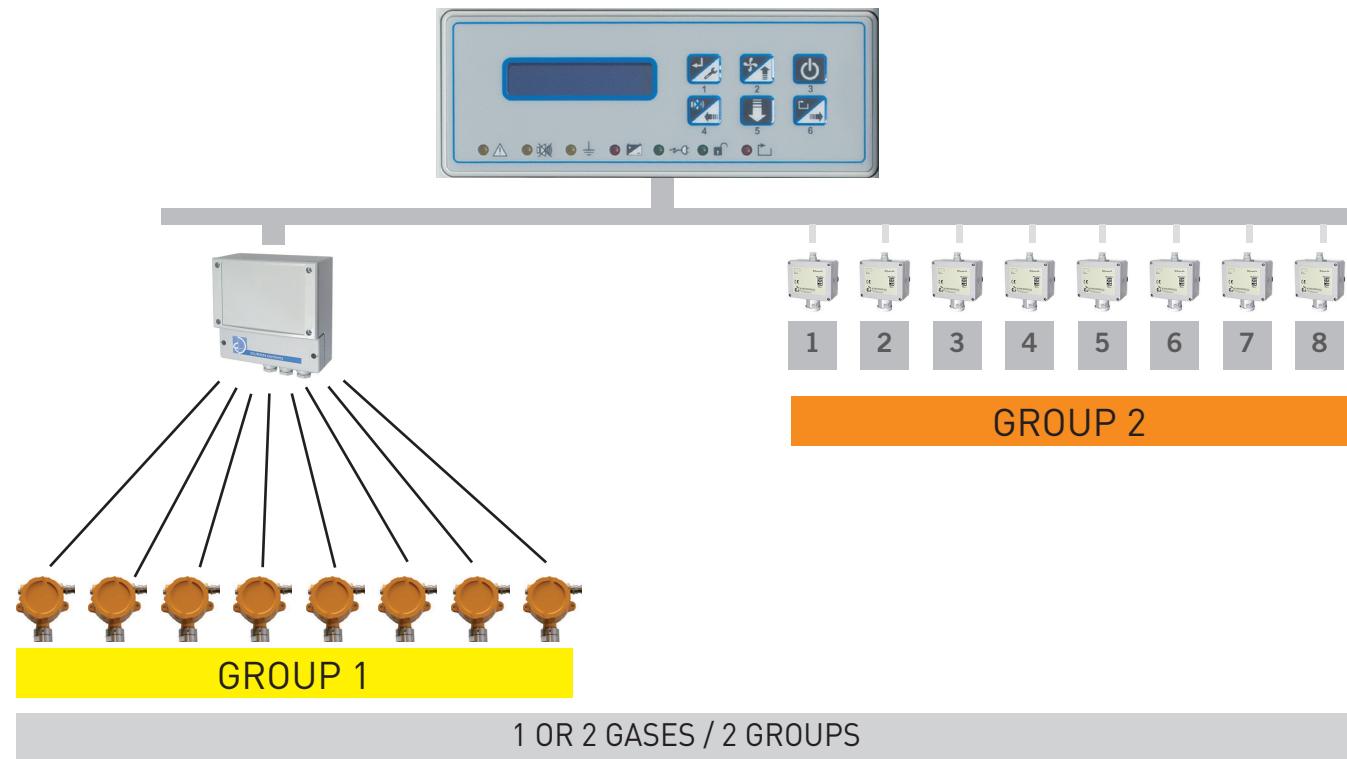 1 2 3
4 5 6
1 2 3 4 5 6 7 8
GROUP 2
GROUP 1
1 OR 2 GASES / 2 GROUPS